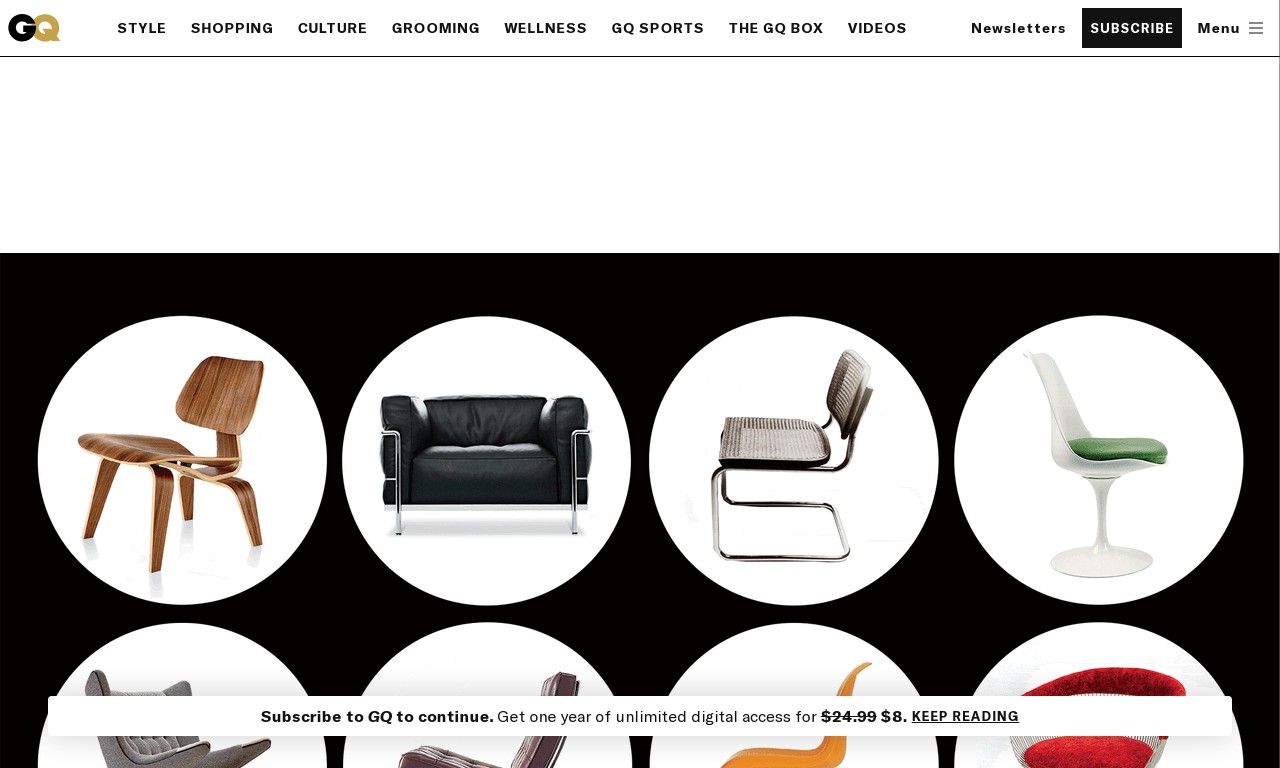 GQ
STYLE SHOPPING CULTURE GROOMING WELLNESS GQ SPORTS THE GQ BOX VIDEOS Newsletters SUBSCRIBE Menu
Subscribe to GQ to continue. Get one year of unlimited digital access for $24.99 $8. KEEP READING